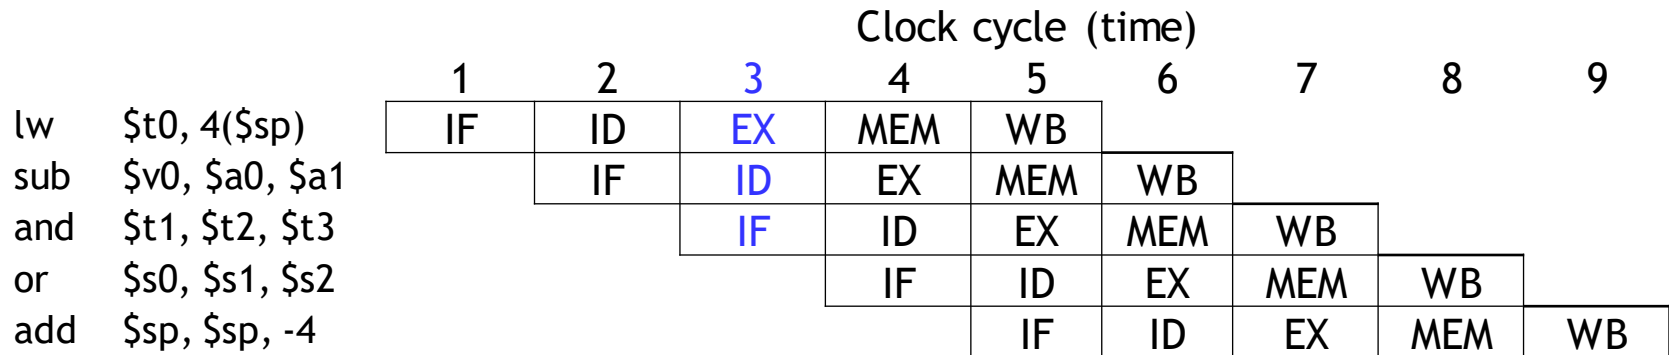 Clock cycle (time)
1 2 3 4 5 6 7 8 9
lw $t0, 4($sp) IF ID EX MEM WB
sub $v0, $a0, $a1 IF ID EX MEM WB
and $t1, $t2, $t3 IF ID EX MEM WB
or $s0, $s1, $s2 IF ID EX MEM WB
add $sp, $sp, -4 IF ID EX MEM WB